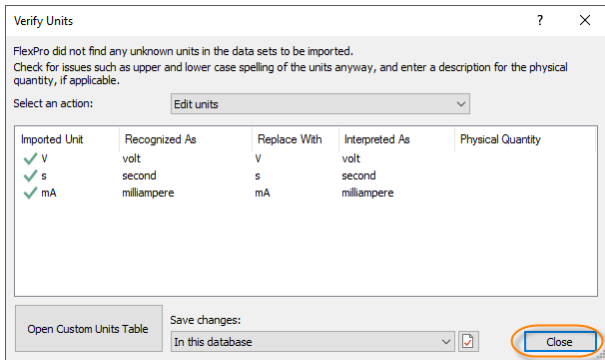 Verify Units
?
FlexPro did not find any unknown units in the data sets to be imported.
Check for issues such as upper and lower case spelling of the units anyway, and enter a description for the physical
quantity, if applicable.
Select an action: Edit units
Imported Unit Recognized As Replace With Interpreted As Physical Quantity
V volt V volt
s second s second
mA milliampere mA milliampere
Save changes:
Open Custom Units Table In this database Close